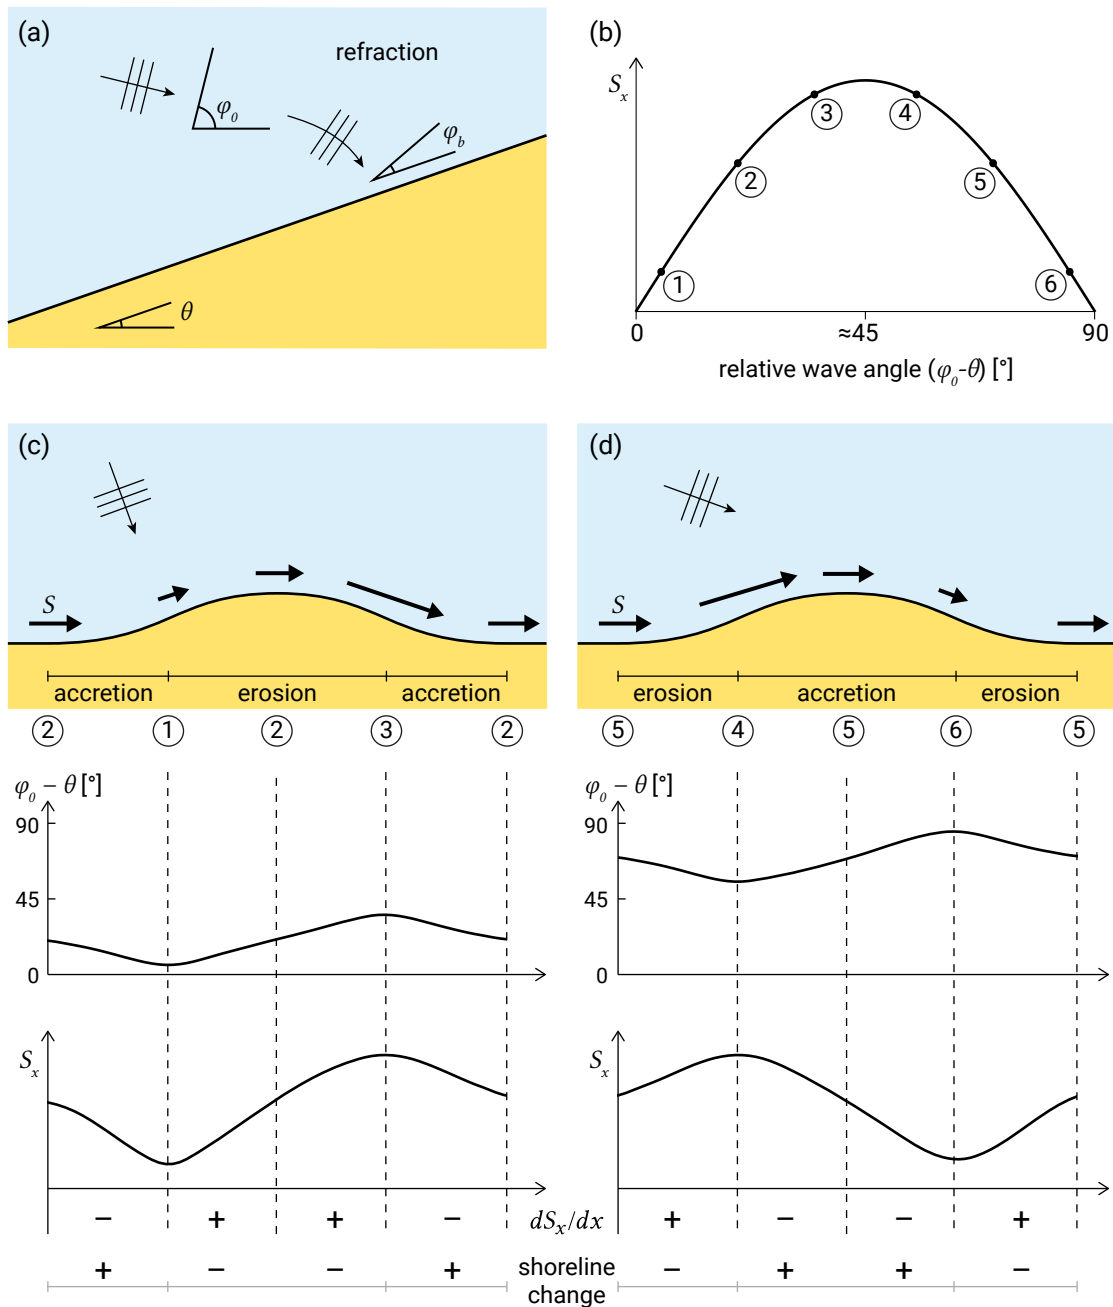 (a)
refraction
φ₀
φ_b
θ
(b)
Sₓ
1
2
3
4
5
6
0
≈45
90
relative wave angle (φ₀-θ) [°]
(c)
S
accretion
erosion
accretion
2
1
2
3
2
φ₀ – θ [°]
90
45
0
Sₓ
(d)
S
erosion
accretion
erosion
5
4
5
6
5
φ₀ – θ [°]
90
45
0
Sₓ
– + + – dSₓ/dx + – – +
+ – – + shoreline – + + –
change